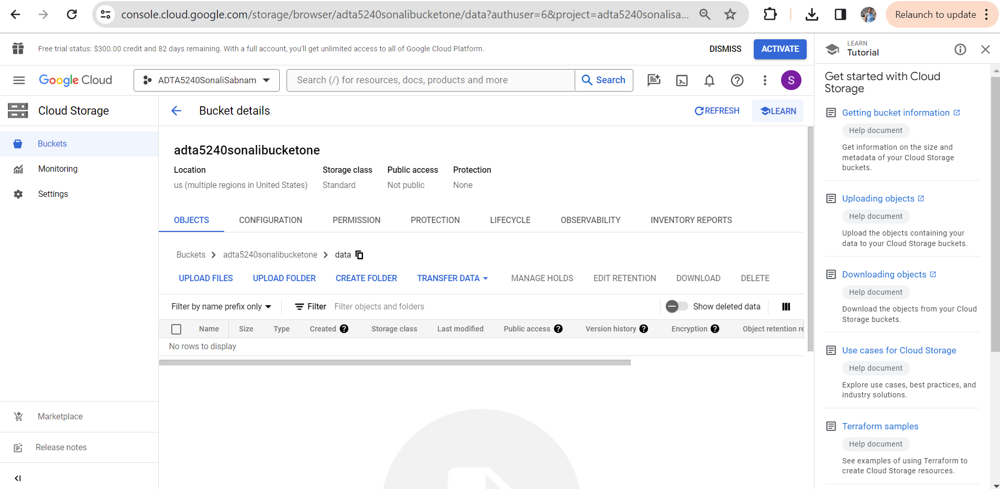 console.cloud.google.com/storage/browser/adta5240sonalibucketone/data?authuser=6&project=adta5240sonalisa...
Relaunch to update
Free trial status: $300.00 credit and 82 days remaining. With a full account, you'll get unlimited access to all of Google Cloud Platform.
DISMISS
ACTIVATE
Google Cloud
ADTA5240SonaliSabnam
Search (/) for resources, docs, products and more
Search
S
Cloud Storage
Buckets
Monitoring
Settings
Marketplace
Release notes
Bucket details
REFRESH
LEARN
adta5240sonalibucketone
Location Storage class Public access Protection
us (multiple regions in United States) Standard Not public None
OBJECTS CONFIGURATION PERMISSION PROTECTION LIFECYCLE OBSERVABILITY INVENTORY REPORTS
Buckets > adta5240sonalibucketone > data
UPLOAD FILES UPLOAD FOLDER CREATE FOLDER TRANSFER DATA MANAGE HOLDS EDIT RETENTION DOWNLOAD DELETE
Filter by name prefix only Filter Filter objects and folders Show deleted data
Name Size Type Created Storage class Last modified Public access Version history Encryption Object retention re
No rows to display
LEARN
Tutorial
Get started with Cloud
Storage
Getting bucket information
Help document
Get information on the size and
metadata of your Cloud Storage
buckets.
Uploading objects
Help document
Upload the objects containing your
data to your Cloud Storage buckets.
Downloading objects
Help document
Download the objects from your Cloud
Storage buckets.
Use cases for Cloud Storage
Help document
Explore use cases, best practices, and
industry solutions.
Terraform samples
Help document
See examples of using Terraform to
create Cloud Storage resources.